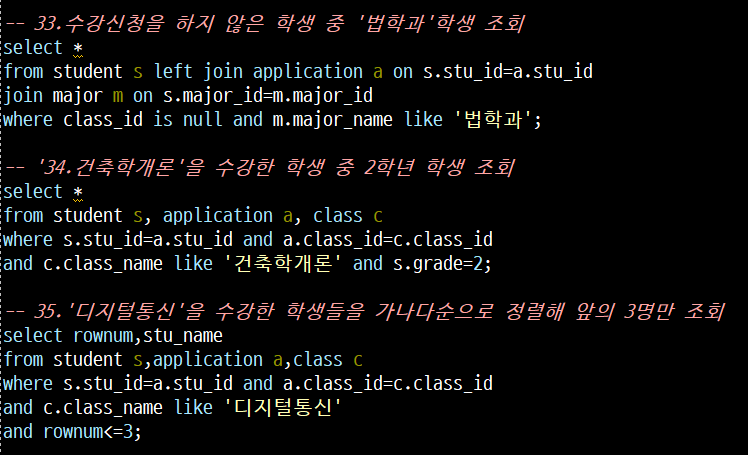 -- 33.수강신청을 하지 않은 학생 중 '법학과'학생 조회
select *
from student s left join application a on s.stu_id=a.stu_id
join major m on s.major_id=m.major_id
where class_id is null and m.major_name like '법학과';
-- '34.건축학개론'을 수강한 학생 중 2학년 학생 조회
select *
from student s, application a, class c
where s.stu_id=a.stu_id and a.class_id=c.class_id
and c.class_name like '건축학개론' and s.grade=2;
-- 35.'디지털통신'을 수강한 학생들을 가나다순으로 정렬해 앞의 3명만 조회
select rownum,stu_name
from student s,application a,class c
where s.stu_id=a.stu_id and a.class_id=c.class_id
and c.class_name like '디지털통신'
and rownum<=3;